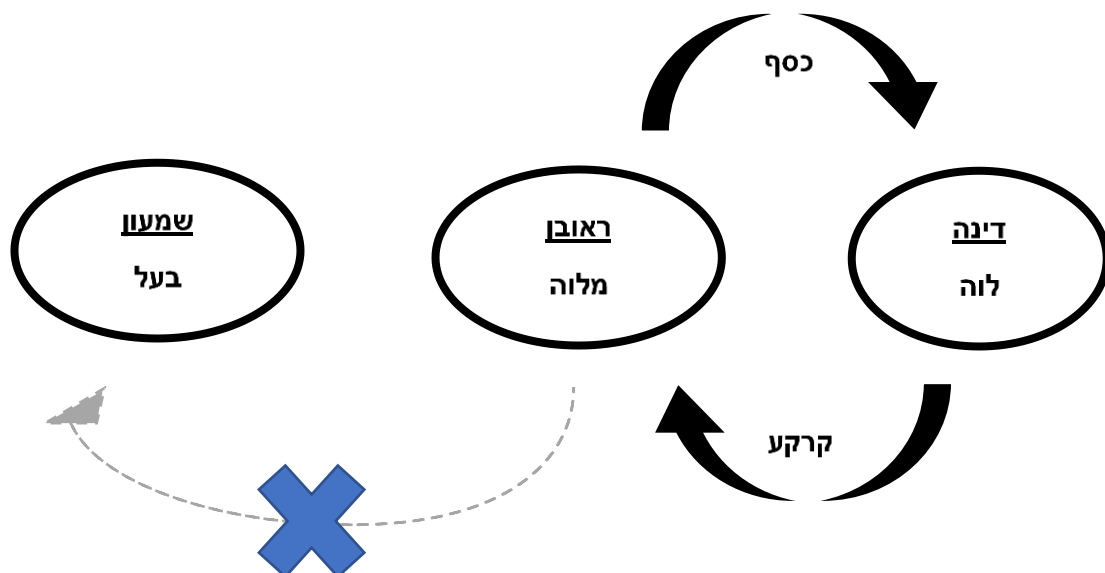 כסף
דינה
לוה
ראובן
מלוה
שמעון
בעל
קרקע